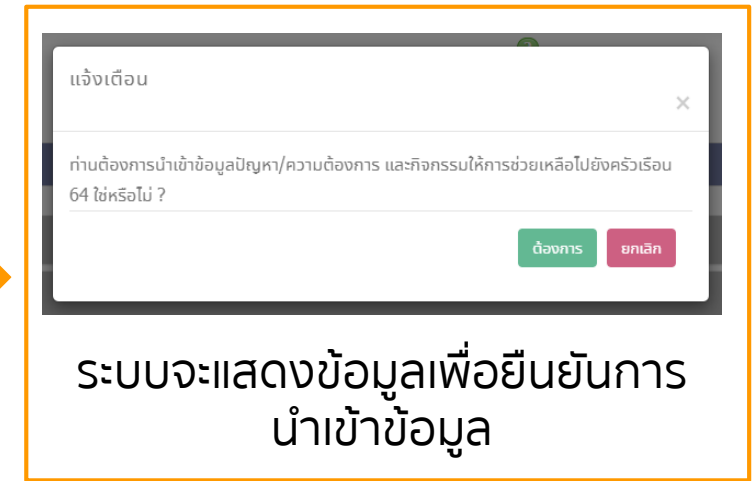 แจ้งเตือน
×
ท่านต้องการนำเข้าข้อมูลปัญหา/ความต้องการ และกิจกรรมให้การช่วยเหลือไปยังครัวเรือน
64 ใช่หรือไม่ ?
ต้องการ ยกเลิก
ระบบจะแสดงข้อมูลเพื่อยืนยันการ
นำเข้าข้อมูล